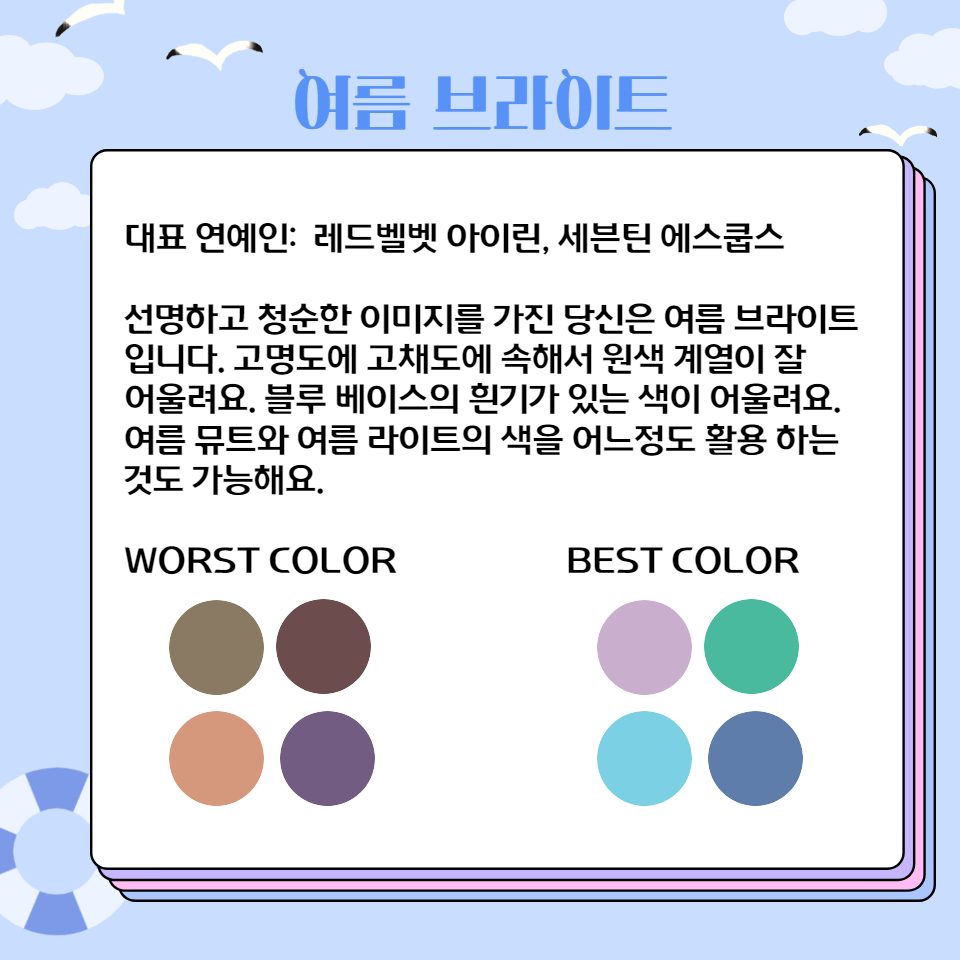 여름 브라이트
대표 연예인:  레드벨벳 아이린, 세븐틴 에스쿱스
선명하고 청순한 이미지를 가진 당신은 여름 브라이트
입니다. 고명도에 고채도에 속해서 원색 계열이 잘
어울려요. 블루 베이스의 흰기가 있는 색이 어울려요.
여름 뮤트와 여름 라이트의 색을 어느정도 활용 하는
것도 가능해요.
WORST COLOR
BEST COLOR